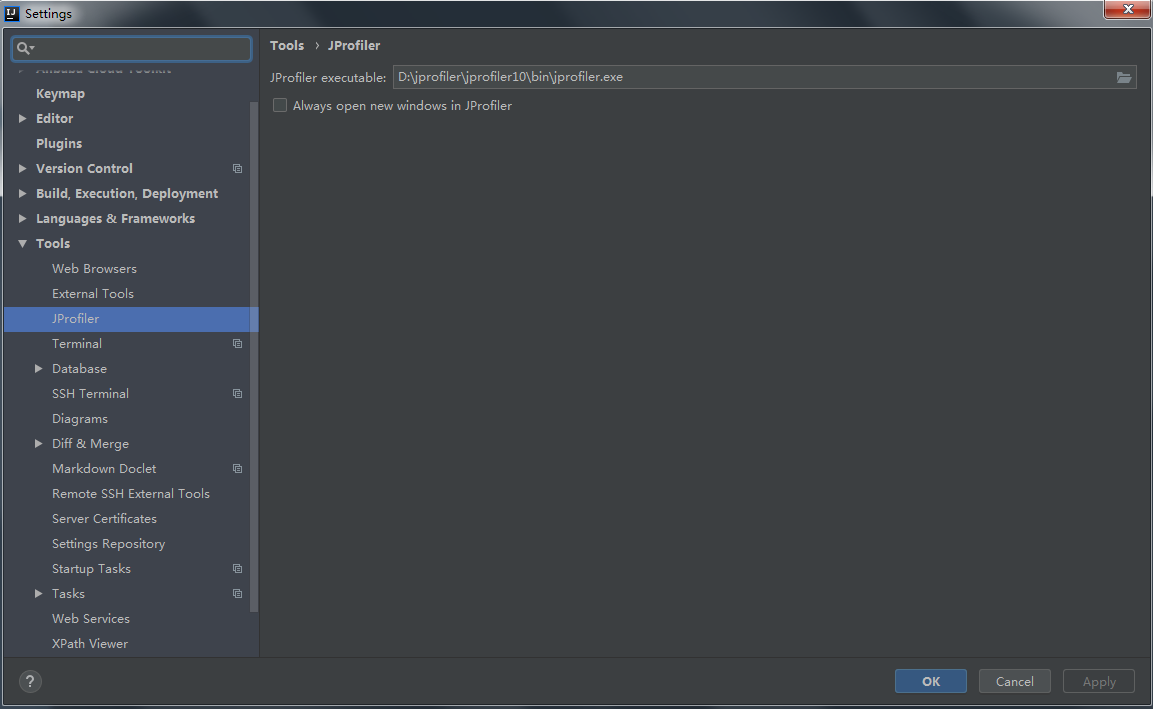 Settings
Alibaba Cloud Toolkit
Keymap
Editor
Plugins
Version Control
Build, Execution, Deployment
Languages & Frameworks
Tools
Web Browsers
External Tools
JProfiler
Terminal
Database
SSH Terminal
Diagrams
Diff & Merge
Markdown Doclet
Remote SSH External Tools
Server Certificates
Settings Repository
Startup Tasks
Tasks
Web Services
XPath Viewer
Tools › JProfiler
JProfiler executable: D:\jprofiler\jprofiler10\bin\jprofiler.exe
Always open new windows in JProfiler
? OK Cancel Apply